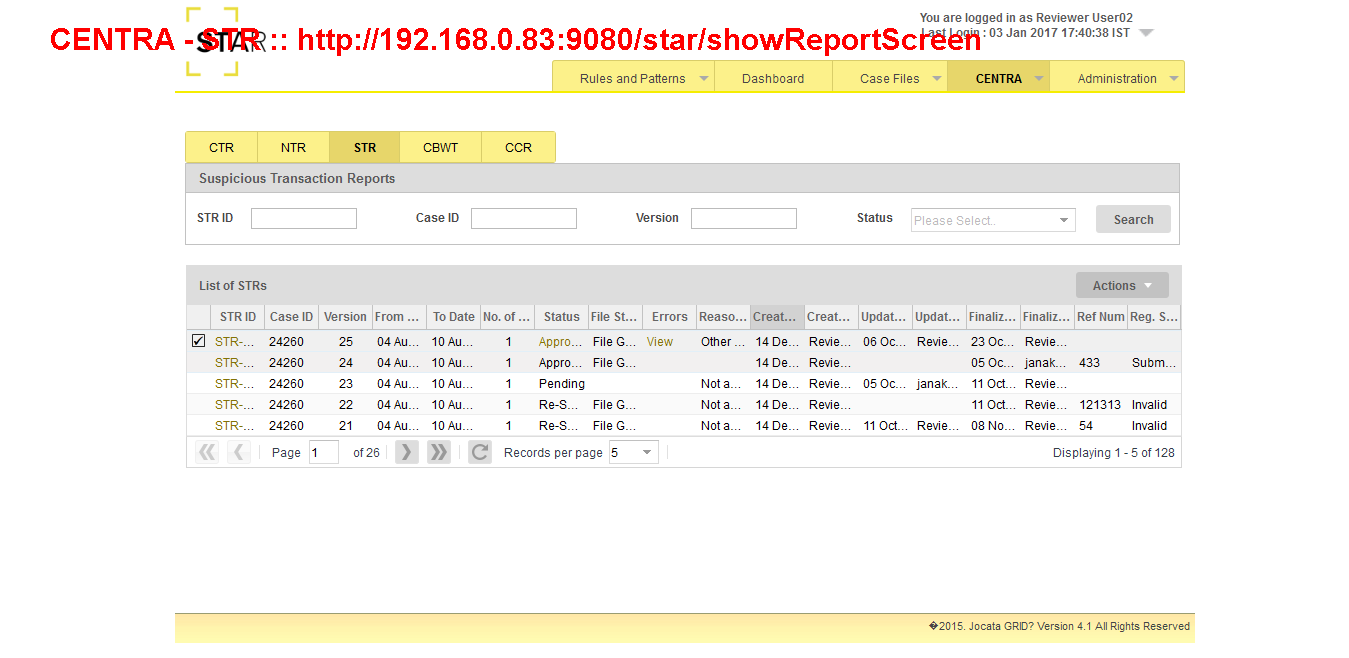 You are logged in as Reviewer User02
CENTRA - STR :: http://192.168.0.83:9080/star/showReportScreen
STAR
Last Login : 03 Jan 2017 17:40:38 IST
Rules and Patterns Dashboard Case Files CENTRA Administration
CTR NTR STR CBWT CCR
Suspicious Transaction Reports
STR ID Case ID Version Status Please Select.. Search
List of STRs Actions
STR ID Case ID Version From ... To Date No. of ... Status File St... Errors Reaso... Creat... Creat... Updat... Updat... Finaliz... Finaliz... Ref Num Reg. S...
STR-... 24260 25 04 Au... 10 Au... 1 Appro... File G... View Other ... 14 De... Revie... 06 Oc... Revie... 23 Oc... Revie...
STR-... 24260 24 04 Au... 10 Au... 1 Appro... File G... 14 De... Revie... 05 Oc... janak... 433 Subm...
STR-... 24260 23 04 Au... 10 Au... 1 Pending Not a... 14 De... Revie... 05 Oc... janak... 11 Oct... Revie...
STR-... 24260 22 04 Au... 10 Au... 1 Re-S... File G... Not a... 14 De... Revie... 11 Oct... Revie... 121313 Invalid
STR-... 24260 21 04 Au... 10 Au... 1 Re-S... File G... Not a... 14 De... Revie... 11 Oct... Revie... 08 No... Revie... 54 Invalid
Page 1 of 26 Records per page 5 Displaying 1 - 5 of 128
�2015. Jocata GRID? Version 4.1 All Rights Reserved